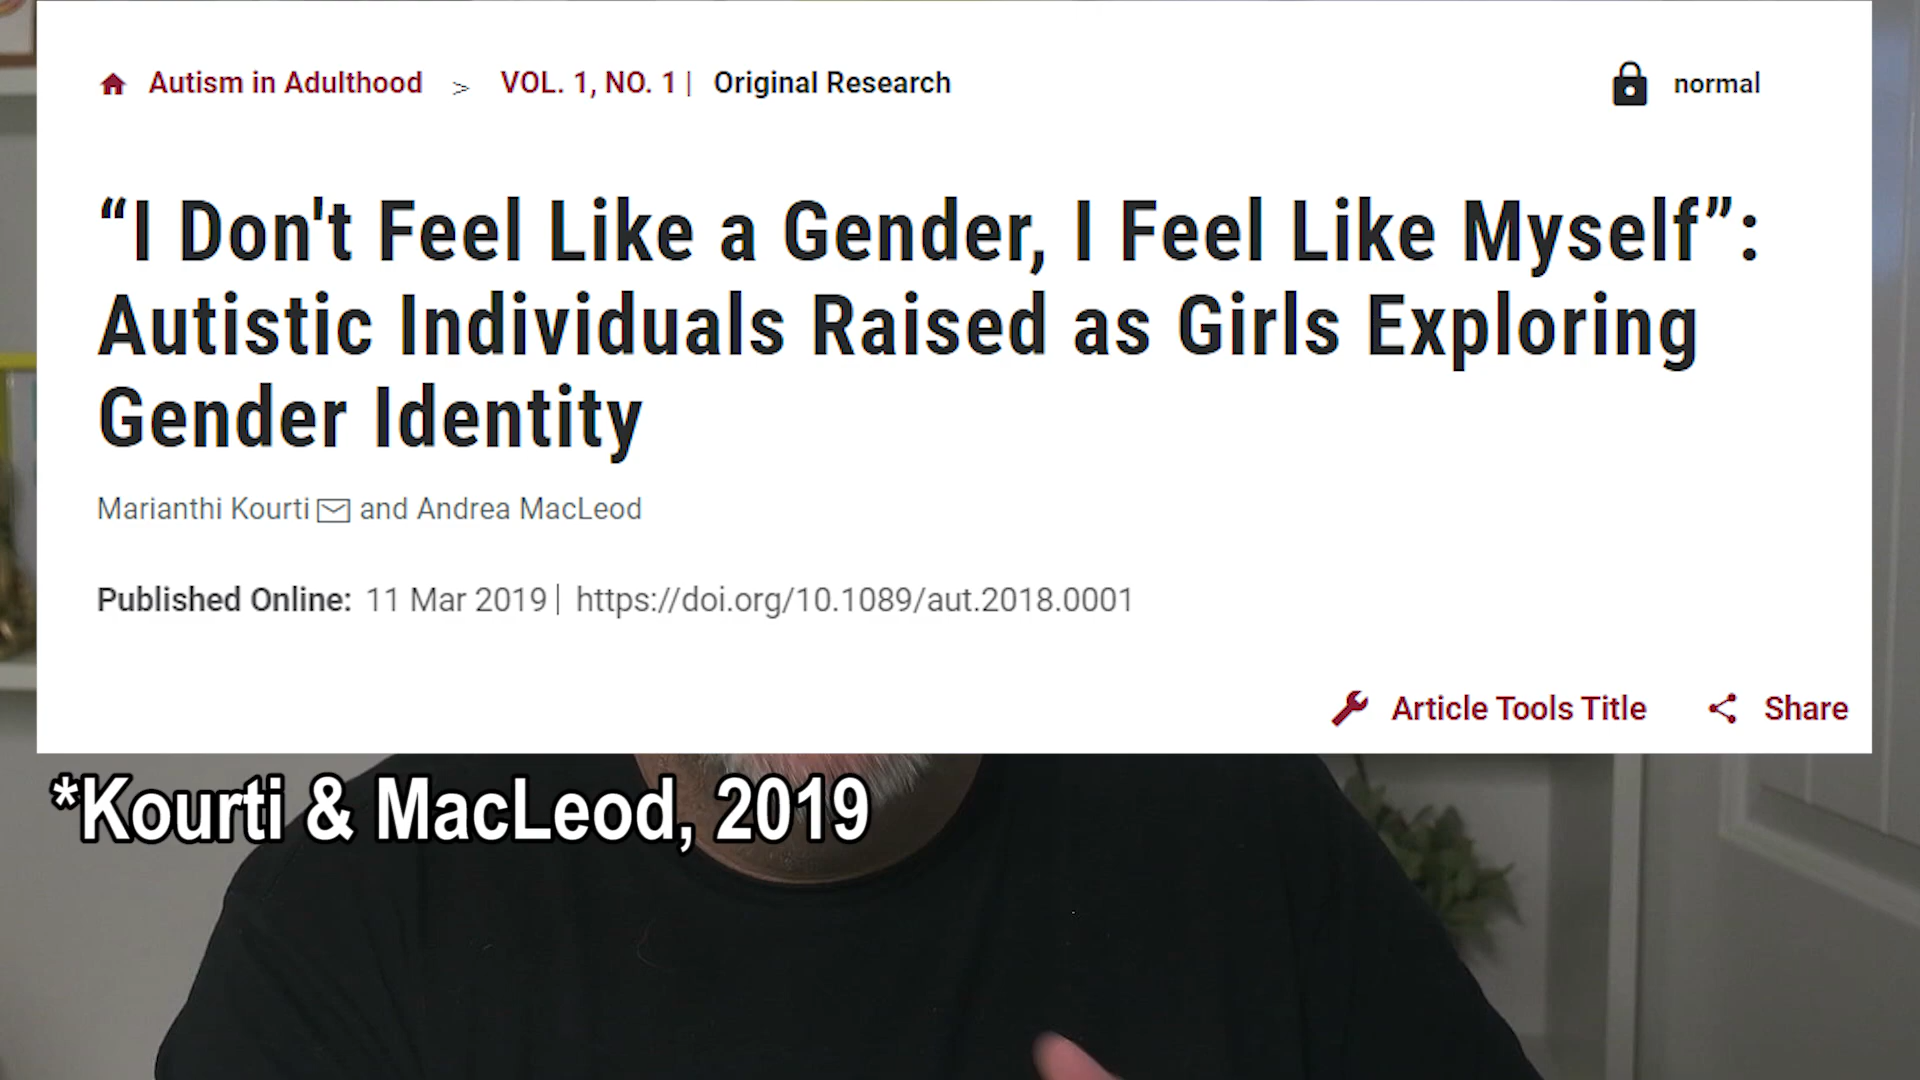 Autism in Adulthood > VOL. 1, NO. 1 | Original Research normal
“I Don't Feel Like a Gender, I Feel Like Myself”:
Autistic Individuals Raised as Girls Exploring
Gender Identity
Marianthi Kourti and Andrea MacLeod
Published Online: 11 Mar 2019 | https://doi.org/10.1089/aut.2018.0001
Article Tools Title Share
*Kourti & MacLeod, 2019